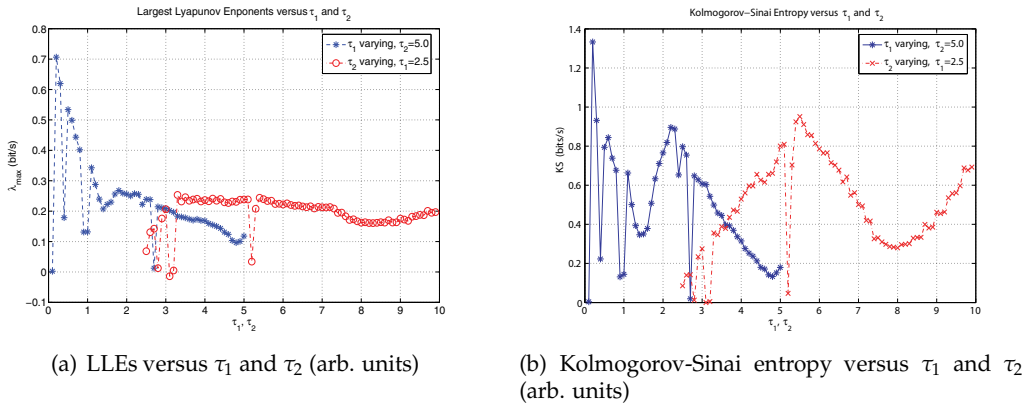 Largest Lyapunov Enponents versus τ₁ and τ₂
λmax (bit/s)
0.8
0.7
0.6
0.5
0.4
0.3
0.2
0.1
0
-0.1
0 1 2 3 4 5 6 7 8 9 10
τ₁, τ₂
τ₁ varying, τ₂=5.0
τ₂ varying, τ₁=2.5
(a) LLEs versus τ₁ and τ₂ (arb. units)
Kolmogorov−Sinai Entropy versus τ₁ and τ₂
KS (bits/s)
1.4
1.2
1
0.8
0.6
0.4
0.2
0
0 1 2 3 4 5 6 7 8 9 10
τ₁, τ₂
τ₁ varying, τ₂=5.0
τ₂ varying, τ₁=2.5
(b) Kolmogorov-Sinai entropy versus τ₁ and τ₂
(arb. units)